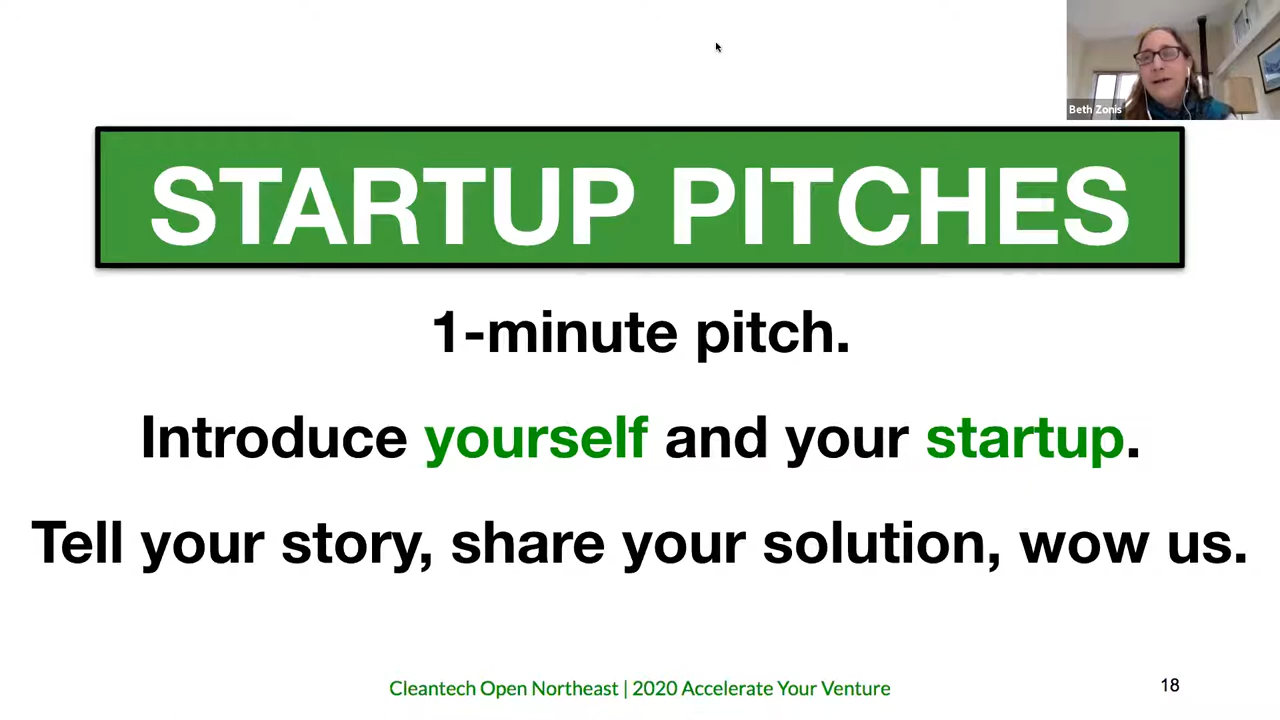 Beth Zonis
STARTUP PITCHES
1-minute pitch.
Introduce yourself and your startup.
Tell your story, share your solution, wow us.
Cleantech Open Northeast | 2020 Accelerate Your Venture
18